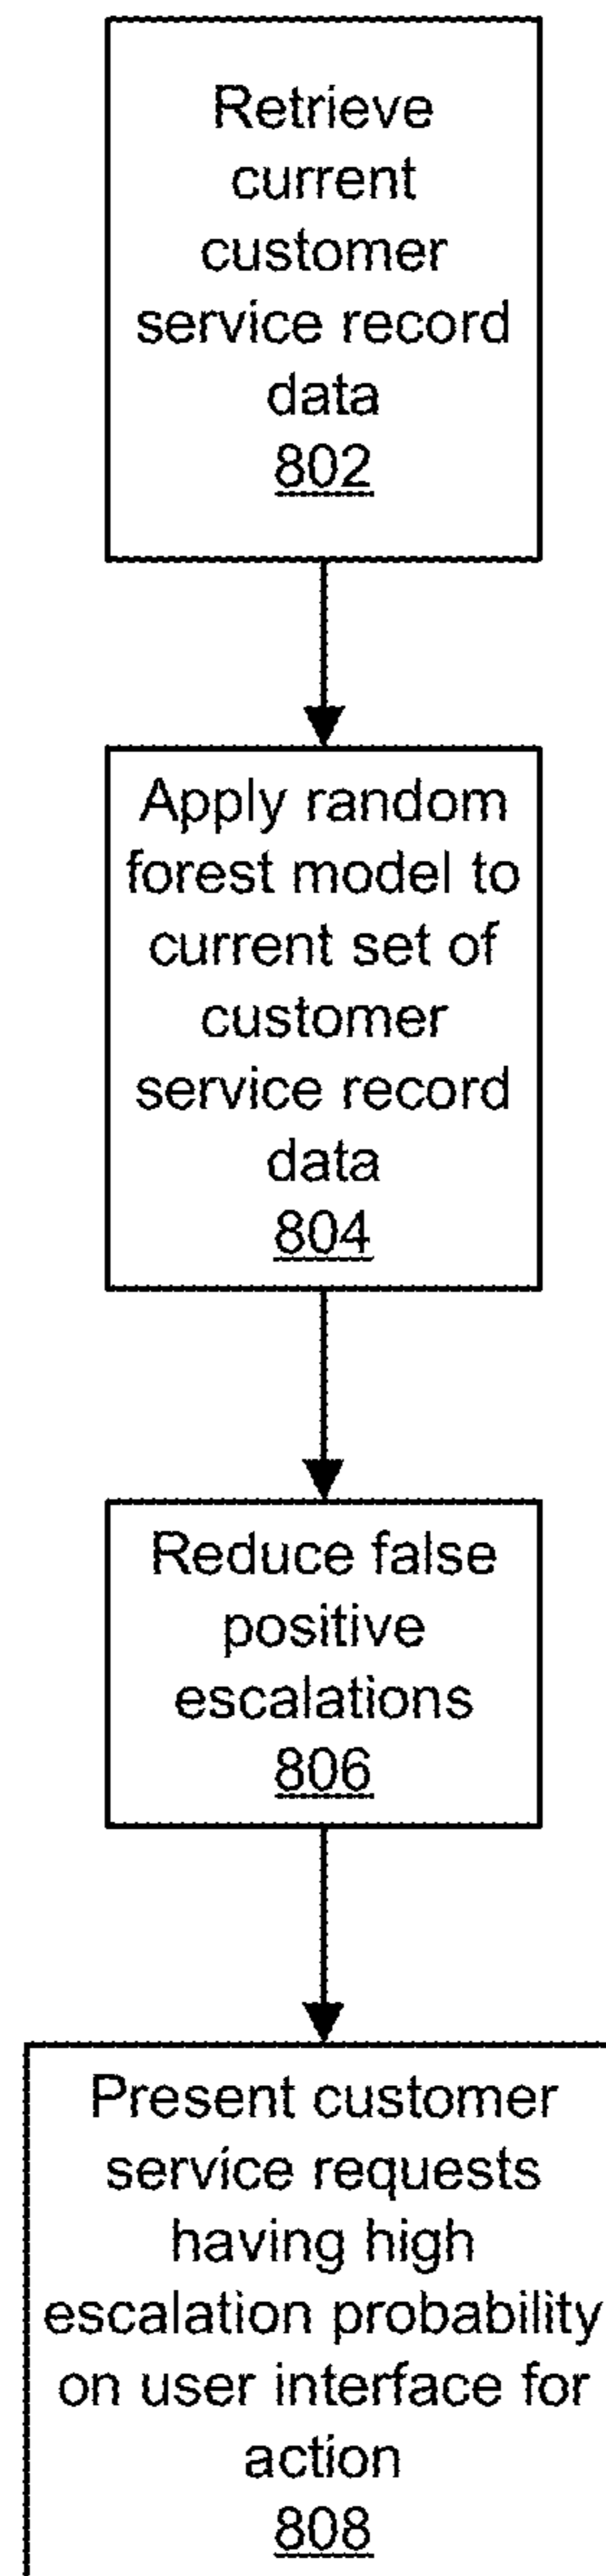 Retrieve
current
customer
service record
data
802
Apply random
forest model to
current set of
customer
service record
data
804
Reduce false
positive
escalations
806
Present customer
service requests
having high
escalation probability
on user interface for
action
808